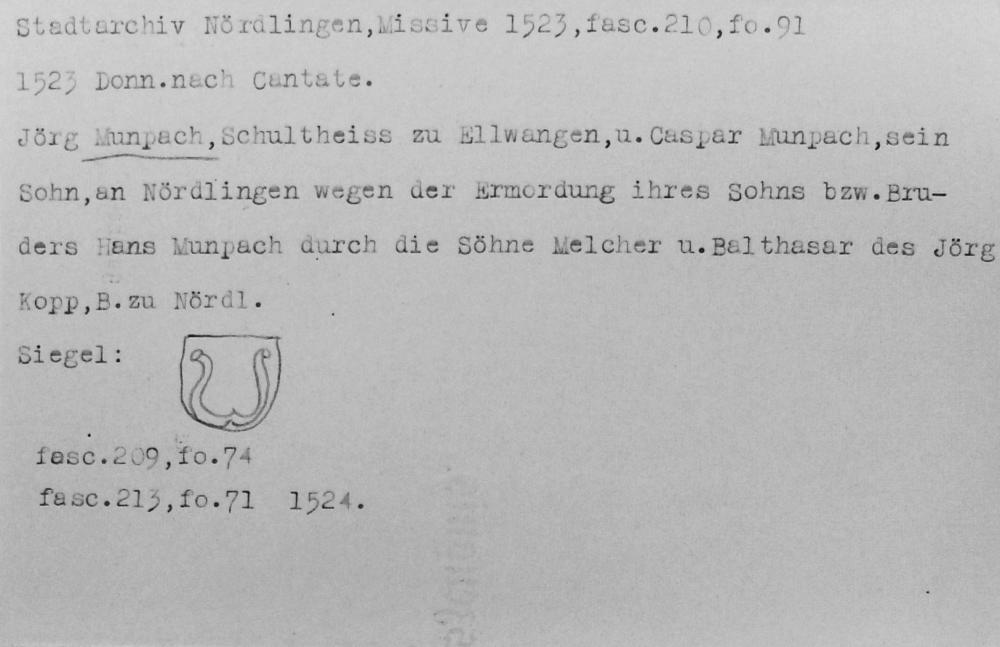 Stadtarchiv Nördlingen,Missive 1523,fasc.210,fo.91
1523 Donn.nach Cantate.
Jörg Munpach,Schultheiss zu Ellwangen,u.Caspar Munpach,sein
Sohn,an Nördlingen wegen der Ermordung ihres Sohns bzw.Bru-
ders Hans Munpach durch die Söhne Melcher u.Balthasar des Jörg
Kopp,B.zu Nördl.
Siegel:
fasc.209,fo.74
fasc.213,fo.71 1524.